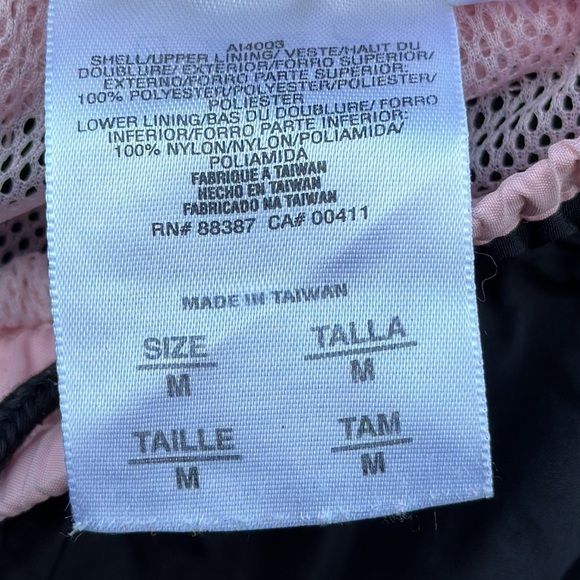 AI4003
SHELL/UPPER LINING/VESTE/HAUT DU
DOUBLURE/EXTERIOR/FORRO SUPERIOR/
EXTERNO/FORRO PARTE SUPERIOR
100% POLYESTER/POLYESTER/POLIESTER/
POLIESTER
LOWER LINING/BAS DU DOUBLURE/FORRO
INFERIOR/FORRO PARTE INFERIOR/
100% NYLON/NYLON/POLIAMIDA/
POLIAMIDA
FABRIQUE A TAIWAN
HECHO EN TAIWAN
FABRICADO NA TAIWAN
RN# 88387 CA# 00411
MADE IN TAIWAN
SIZE TALLA
M M
TAILLE TAM
M M